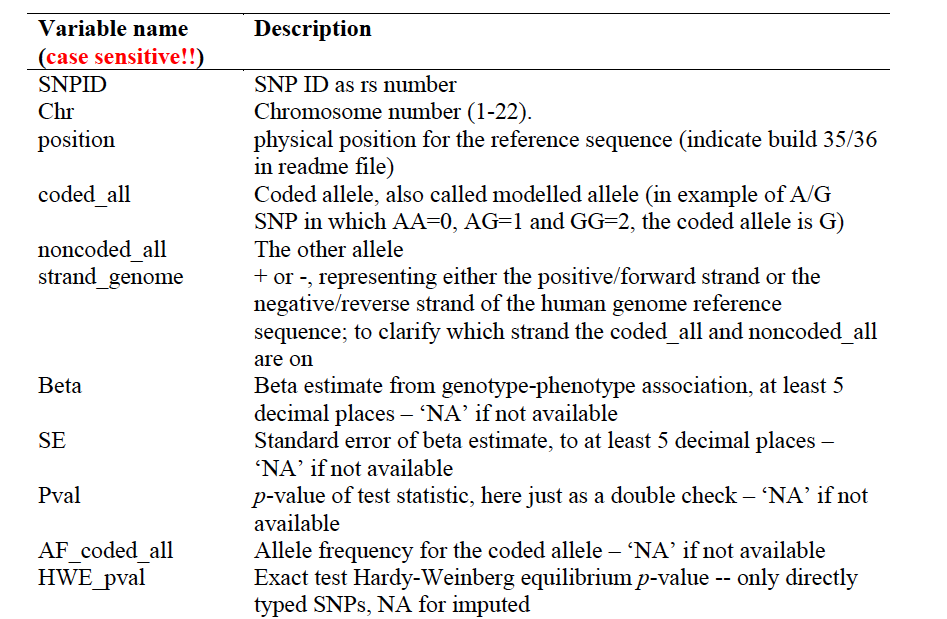 Variable name Description
(case sensitive!!)
SNPID SNP ID as rs number
Chr Chromosome number (1-22).
position physical position for the reference sequence (indicate build 35/36
in readme file)
coded_all Coded allele, also called modelled allele (in example of A/G
SNP in which AA=0, AG=1 and GG=2, the coded allele is G)
noncoded_all The other allele
strand_genome + or -, representing either the positive/forward strand or the
negative/reverse strand of the human genome reference
sequence; to clarify which strand the coded_all and noncoded_all
are on
Beta Beta estimate from genotype-phenotype association, at least 5
decimal places – ‘NA’ if not available
SE Standard error of beta estimate, to at least 5 decimal places –
‘NA’ if not available
Pval p-value of test statistic, here just as a double check – ‘NA’ if not
available
AF_coded_all Allele frequency for the coded allele – ‘NA’ if not available
HWE_pval Exact test Hardy-Weinberg equilibrium p-value -- only directly
typed SNPs, NA for imputed